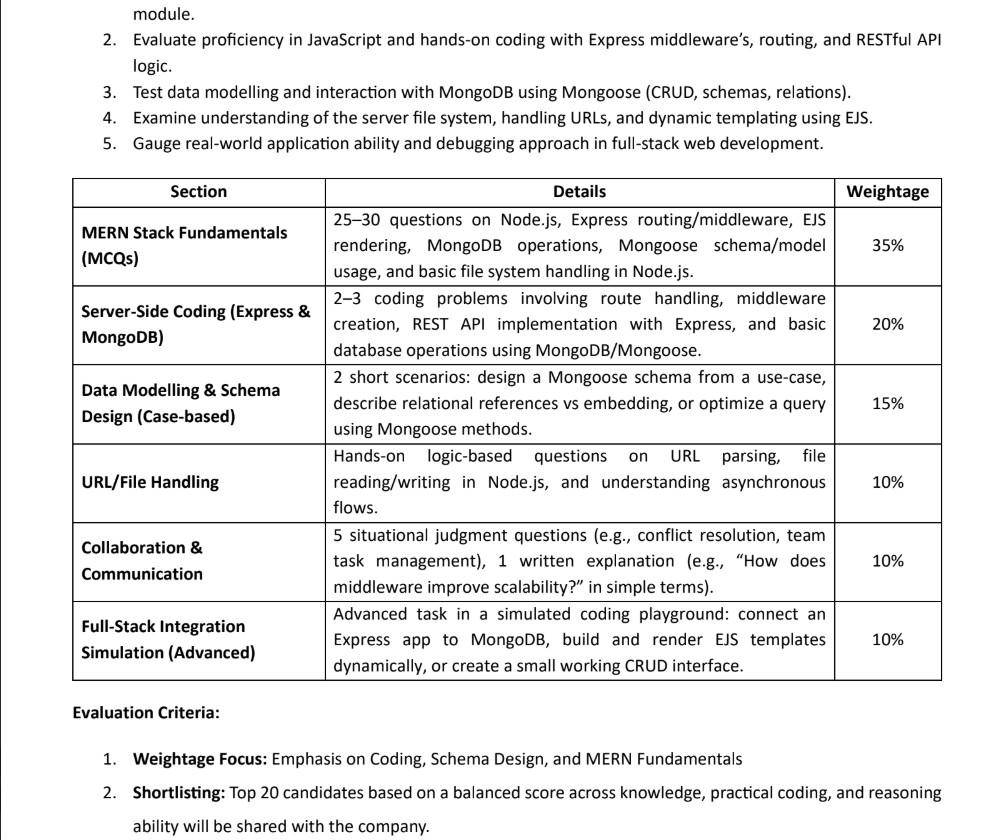 module.
2. Evaluate proficiency in JavaScript and hands-on coding with Express middleware's, routing, and RESTful API
logic.
3. Test data modelling and interaction with MongoDB using Mongoose (CRUD, schemas, relations).
4. Examine understanding of the server file system, handling URLs, and dynamic templating using EJS.
5. Gauge real-world application ability and debugging approach in full-stack web development.
Section Details Weightage
MERN Stack Fundamentals
(MCQs)
25–30 questions on Node.js, Express routing/middleware, EJS
rendering, MongoDB operations, Mongoose schema/model
usage, and basic file system handling in Node.js.
35%
Server-Side Coding (Express &
MongoDB)
2–3 coding problems involving route handling, middleware
creation, REST API implementation with Express, and basic
database operations using MongoDB/Mongoose.
20%
Data Modelling & Schema
Design (Case-based)
2 short scenarios: design a Mongoose schema from a use-case,
describe relational references vs embedding, or optimize a query
using Mongoose methods.
15%
URL/File Handling
Hands-on logic-based questions on URL parsing, file
reading/writing in Node.js, and understanding asynchronous
flows.
10%
Collaboration &
Communication
5 situational judgment questions (e.g., conflict resolution, team
task management), 1 written explanation (e.g., “How does
middleware improve scalability?” in simple terms).
10%
Full-Stack Integration
Simulation (Advanced)
Advanced task in a simulated coding playground: connect an
Express app to MongoDB, build and render EJS templates
dynamically, or create a small working CRUD interface.
10%
Evaluation Criteria:
1. Weightage Focus: Emphasis on Coding, Schema Design, and MERN Fundamentals
2. Shortlisting: Top 20 candidates based on a balanced score across knowledge, practical coding, and reasoning
ability will be shared with the company.